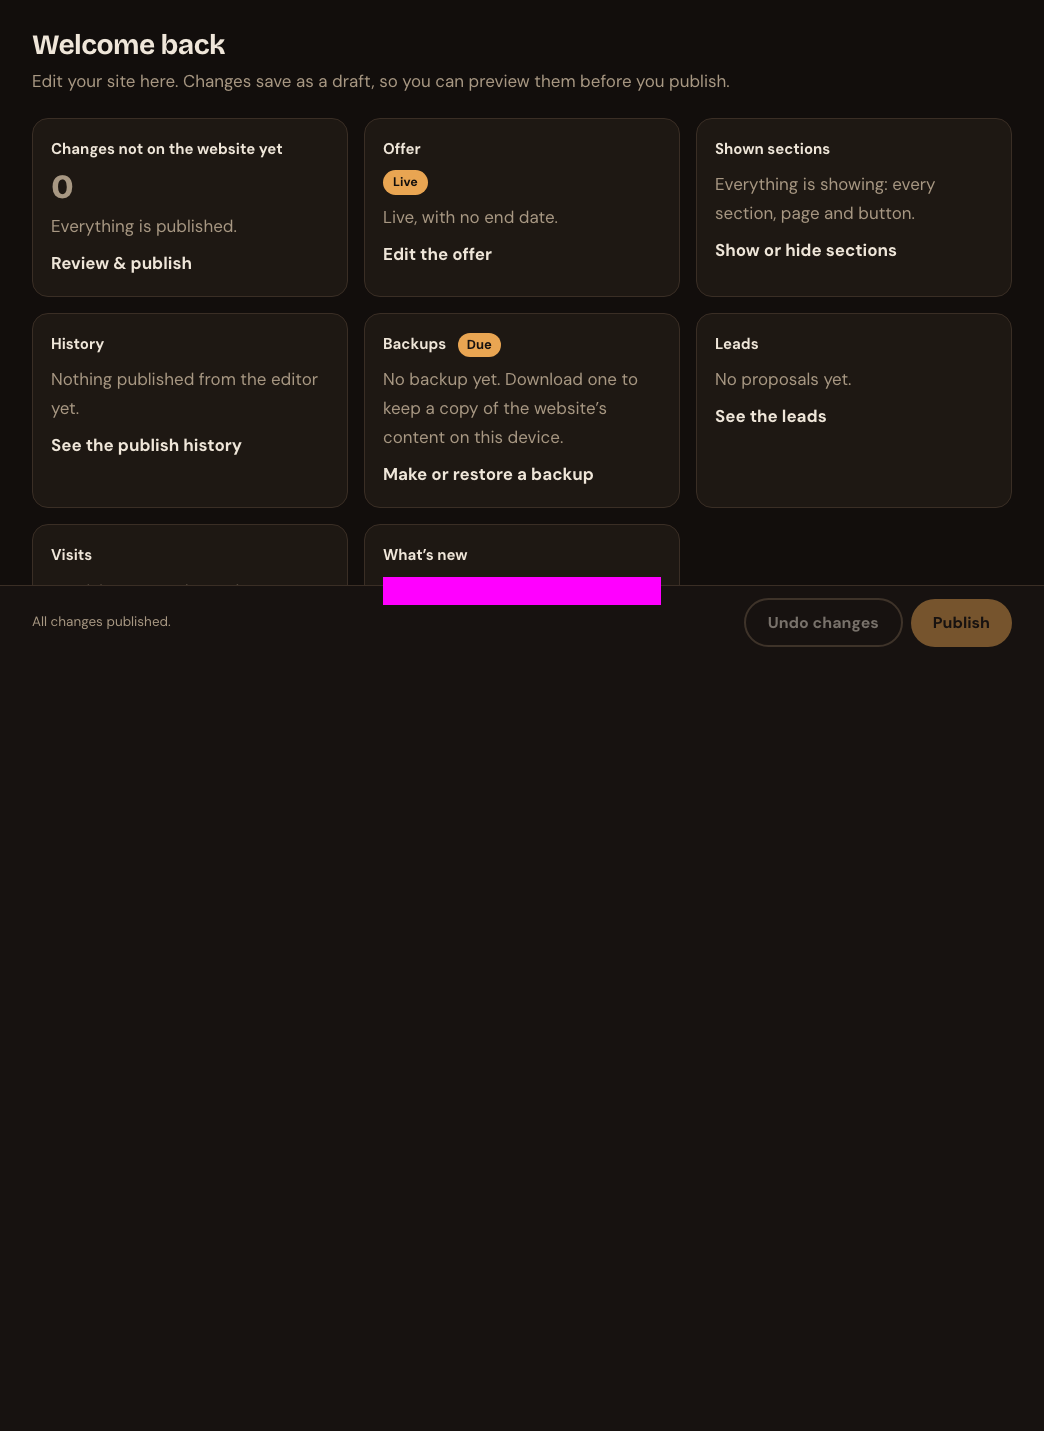 Welcome back
Edit your site here. Changes save as a draft, so you can preview them before you publish.
Changes not on the website yet
0
Everything is published.
Review & publish
Offer
Live
Live, with no end date.
Edit the offer
Shown sections
Everything is showing: every
section, page and button.
Show or hide sections
History
Nothing published from the editor
yet.
See the publish history
Backups
Due
No backup yet. Download one to
keep a copy of the website’s
content on this device.
Make or restore a backup
Leads
No proposals yet.
See the leads
Visits
What’s new
All changes published.
Undo changes
Publish